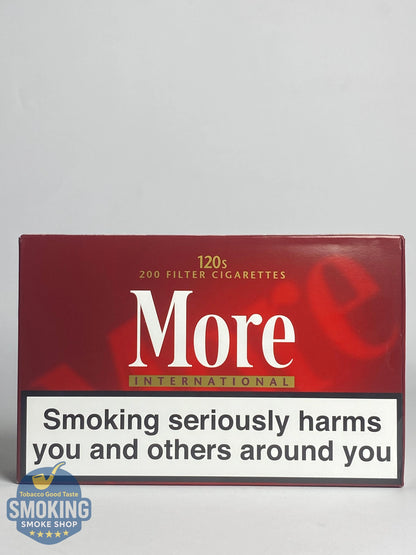 120s
200 FILTER CIGARETTES
More
INTERNATIONAL
Smoking seriously harms
you and others around you
Tobacco Good Taste
SMOKING
SMOKE SHOP